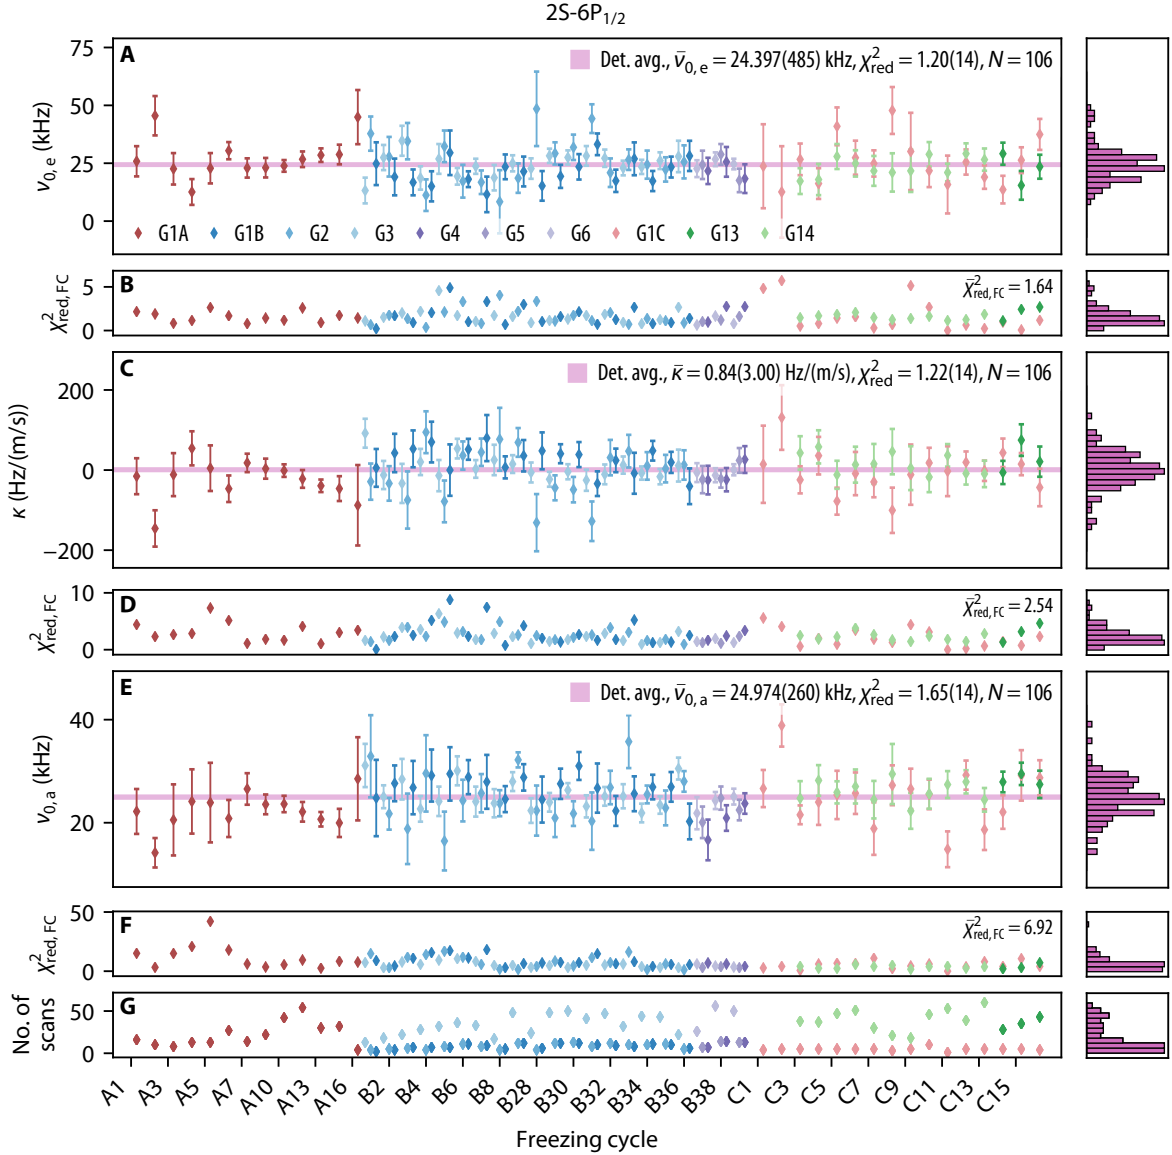 2S-6P1/2
A
75
50
25
0
ν0, e (kHz)
Det. avg., ν̄0, e = 24.397(485) kHz, χ²red = 1.20(14), N = 106
G1A G1B G2 G3 G4 G5 G6 G1C G13 G14
B
5
0
χ²red, FC
χ̄²red, FC = 1.64
C
200
0
−200
κ (Hz/(m/s))
Det. avg., κ̄ = 0.84(3.00) Hz/(m/s), χ²red = 1.22(14), N = 106
D
10
0
χ²red, FC
χ̄²red, FC = 2.54
E
40
20
ν0, a (kHz)
Det. avg., ν̄0, a = 24.974(260) kHz, χ²red = 1.65(14), N = 106
F
50
0
χ²red, FC
χ̄²red, FC = 6.92
G
50
0
No. of
scans
A1 A3 A5 A7 A10 A13 A16 B2 B4 B6 B8 B28 B30 B32 B34 B36 B38 C1 C3 C5 C7 C9 C11 C13 C15
Freezing cycle